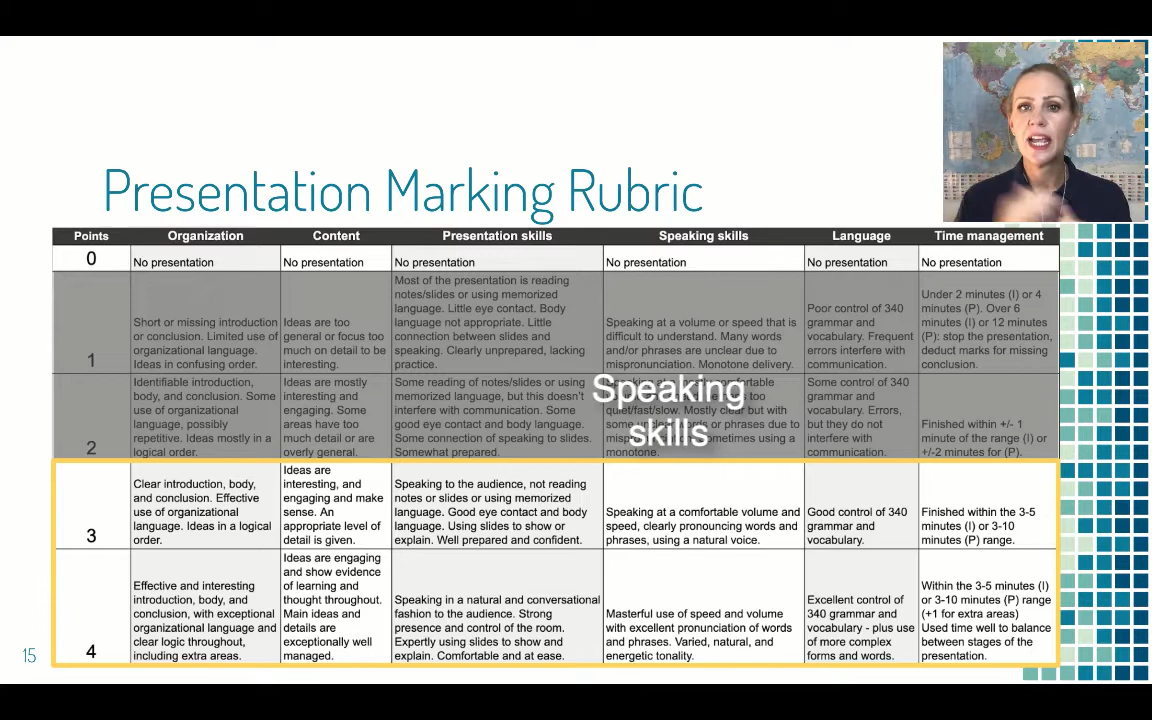 Presentation Marking Rubric
Points Organization Content Presentation skills Speaking skills Language Time management
0
No presentation
No presentation
No presentation
No presentation
No presentation
No presentation
1
Short or missing introduction
or conclusion. Limited use of
organizational language.
Ideas in confusing order.
Ideas are too
general or focus too
much on detail to be
interesting.
Most of the presentation is reading
notes/slides or using memorized
language. Little eye contact. Body
language not appropriate. Little
connection between slides and
speaking. Clearly unprepared, lacking
practice.
Speaking at a volume or speed that is
difficult to understand. Many words
and/or phrases are unclear due to
mispronunciation. Monotone delivery.
Poor control of 340
grammar and
vocabulary. Frequent
errors interfere with
communication.
Under 2 minutes (I) or 4
minutes (P). Over 6
minutes (I) or 12 minutes
(P): stop the presentation,
deduct marks for missing
conclusion.
2
Identifiable introduction,
body, and conclusion. Some
use of organizational
language, possibly
repetitive. Ideas mostly in a
logical order.
Ideas are mostly
interesting and
engaging. Some
areas have too
much detail or are
overly general.
Some reading of notes/slides or using
memorized language, but this doesn't
interfere with communication. Some
good eye contact and body language.
Some connection of speaking to slides.
Somewhat prepared.
comfortable
too
quiet/fast/slow. Mostly clear but with
some words or phrases due to
sometimes using a
monotone.
Speaking
skills
Some control of 340
grammar and
vocabulary. Errors,
but they do not
interfere with
communication.
Finished within +/- 1
minute of the range (I) or
+/-2 minutes for (P).
3
Clear introduction, body,
and conclusion. Effective
use of organizational
language. Ideas in a logical
order.
Ideas are
interesting, and
engaging and make
sense. An
appropriate level of
detail is given.
Speaking to the audience, not reading
notes or slides or using memorized
language. Good eye contact and body
language. Using slides to show or
explain. Well prepared and confident.
Speaking at a comfortable volume and
speed, clearly pronouncing words and
phrases, using a natural voice.
Good control of 340
grammar and
vocabulary.
Finished within the 3-5
minutes (I) or 3-10
minutes (P) range.
4
Effective and interesting
introduction, body, and
conclusion, with exceptional
organizational language and
clear logic throughout,
including extra areas.
Ideas are engaging
and show evidence
of learning and
thought throughout.
Main ideas and
details are
exceptionally well
managed.
Speaking in a natural and conversational
fashion to the audience. Strong
presence and control of the room.
Expertly using slides to show and
explain. Comfortable and at ease.
Masterful use of speed and volume
with excellent pronunciation of words
and phrases. Varied, natural, and
energetic tonality.
Excellent control of
340 grammar and
vocabulary - plus use
of more complex
forms and words.
Within the 3-5 minutes (I)
or 3-10 minutes (P) range
(+1 for extra areas)
Used time well to balance
between stages of the
presentation.
15